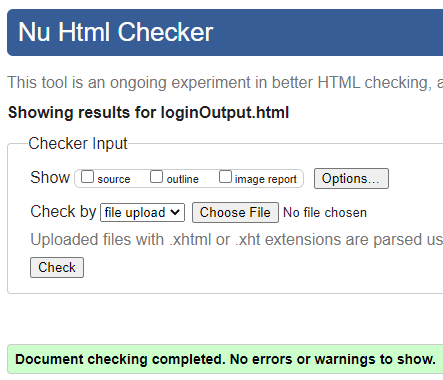 Nu Html Checker
This tool is an ongoing experiment in better HTML checking, a
Showing results for loginOutput.html
Checker Input
Show source outline image report Options...
Check by file upload Choose File No file chosen
Uploaded files with .xhtml or .xht extensions are parsed us
Check
Document checking completed. No errors or warnings to show.